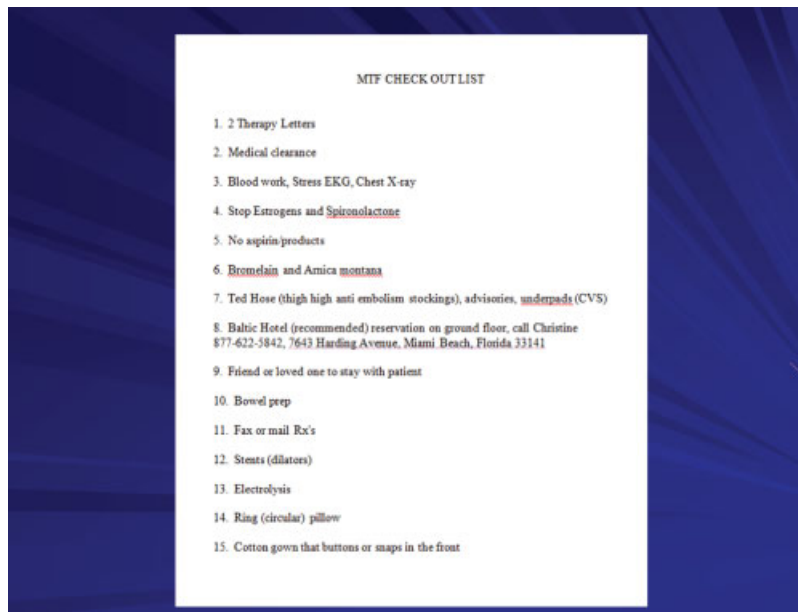 MTF CHECK OUT LIST
1. 2 Therapy Letters
2. Medical clearance
3. Blood work, Stress EKG, Chest X-ray
4. Stop Estrogens and Spironolactone
5. No aspirin/products
6. Bromelain and Arnica montana
7. Ted Hose (thigh high anti embolism stockings), advisories, underpads (CVS)
8. Baltic Hotel (recommended) reservation on ground floor, call Christine
877-622-5842, 7643 Harding Avenue, Miami Beach, Florida 33141
9. Friend or loved one to stay with patient
10. Bowel prep
11. Fax or mail Rx's
12. Stents (dilators)
13. Electrolysis
14. Ring (circular) pillow
15. Cotton gown that buttons or snaps in the front